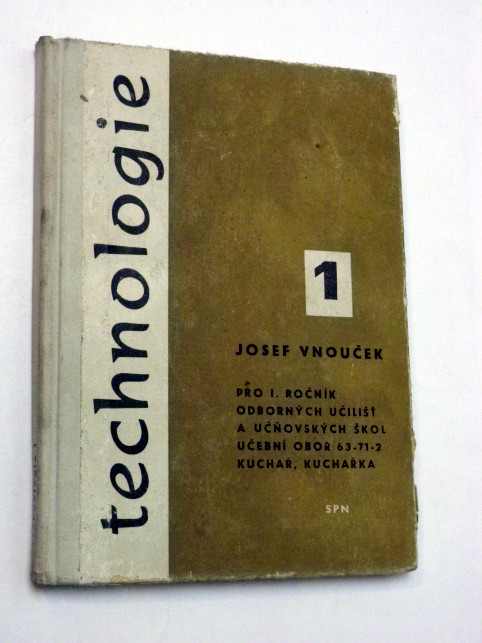 technologie
1
JOSEF VNOUČEK
PRO I. ROČNÍK
ODBORNÝCH UČILIŠŤ
A UČŇOVSKÝCH ŠKOL
UČEBNÍ OBOR 63-71-2
KUCHAŘ, KUCHAŘKA
SPN